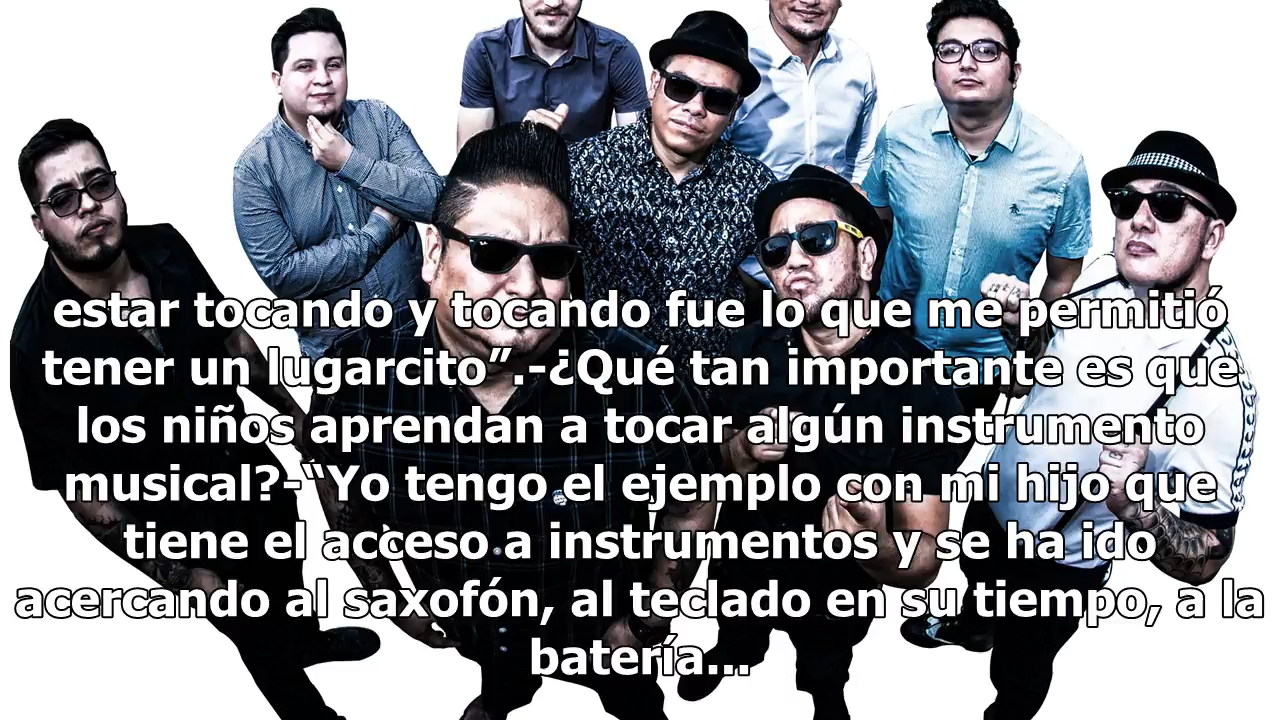 estar tocando y tocando fue lo que me permitió
tener un lugarcito”.-¿Qué tan importante es que
los niños aprendan a tocar algún instrumento
musical?-“Yo tengo el ejemplo con mi hijo que
tiene el acceso a instrumentos y se ha ido
acercando al saxofón, al teclado en su tiempo, a la
batería...